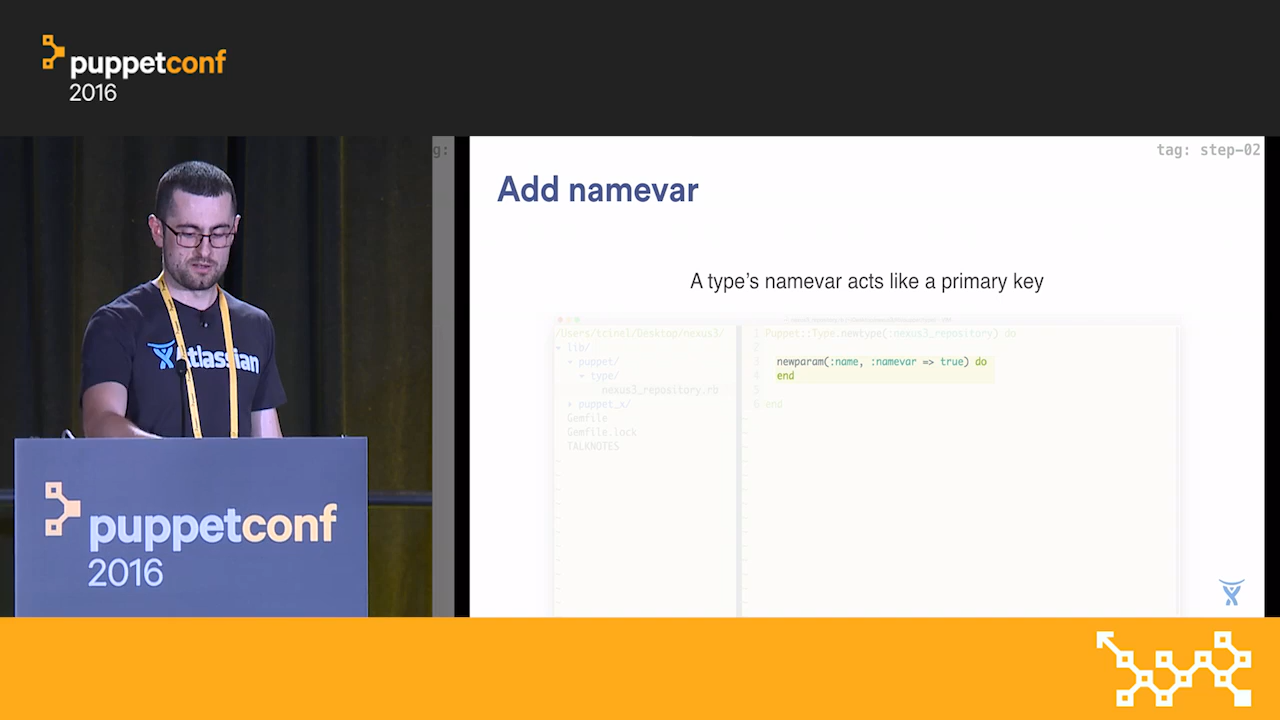 puppetconf
2016
g:
tag: step-02
Add namevar
A type's namevar acts like a primary key
/Users/tcinel/Desktop/nexus3/
lib/
puppet/
type/
nexus3_repository.rb
puppet_x/
Gemfile
Gemfile.lock
TALKNOTES
1 Puppet::Type.newtype(:nexus3_repository) do
2
3 newparam(:name, :namevar => true) do
4 end
5
6 end
Atlassian
puppetconf
2016